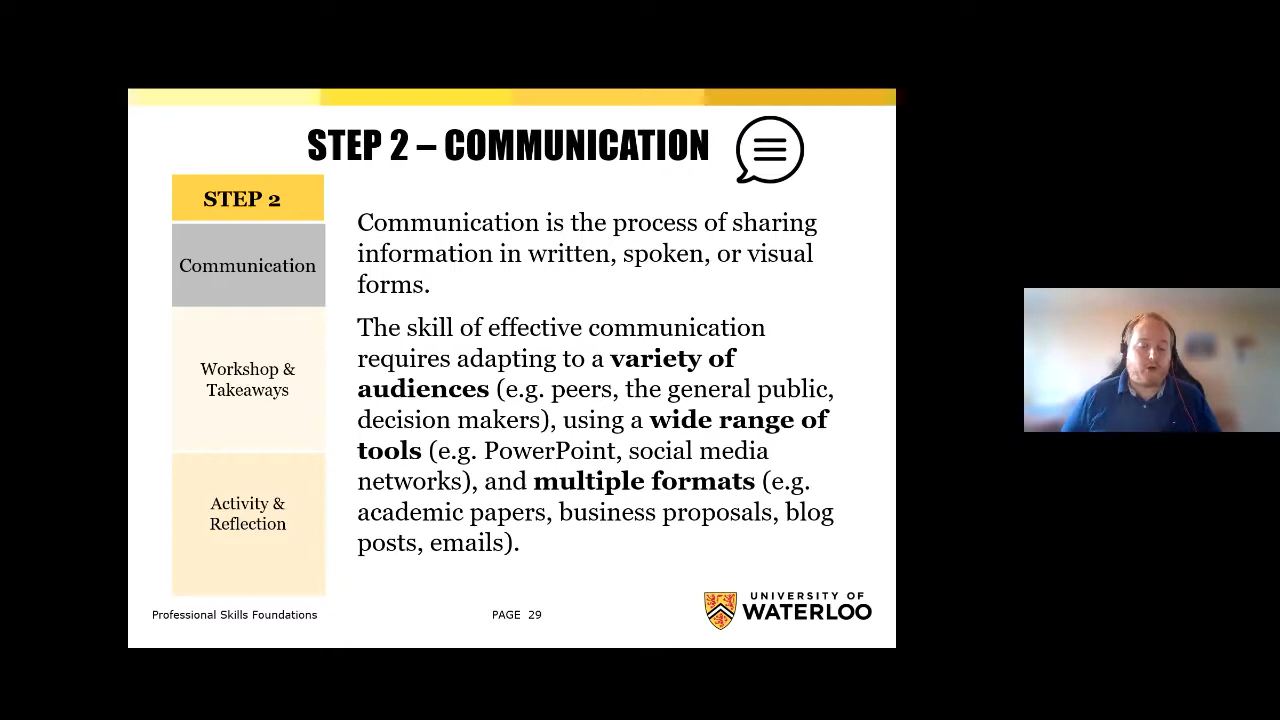 STEP 2 – COMMUNICATION
STEP 2
Communication
Workshop &
Takeaways
Activity &
Reflection
Communication is the process of sharing
information in written, spoken, or visual
forms.
The skill of effective communication
requires adapting to a variety of
audiences (e.g. peers, the general public,
decision makers), using a wide range of
tools (e.g. PowerPoint, social media
networks), and multiple formats (e.g.
academic papers, business proposals, blog
posts, emails).
Professional Skills Foundations
PAGE 29
UNIVERSITY OF
WATERLOO